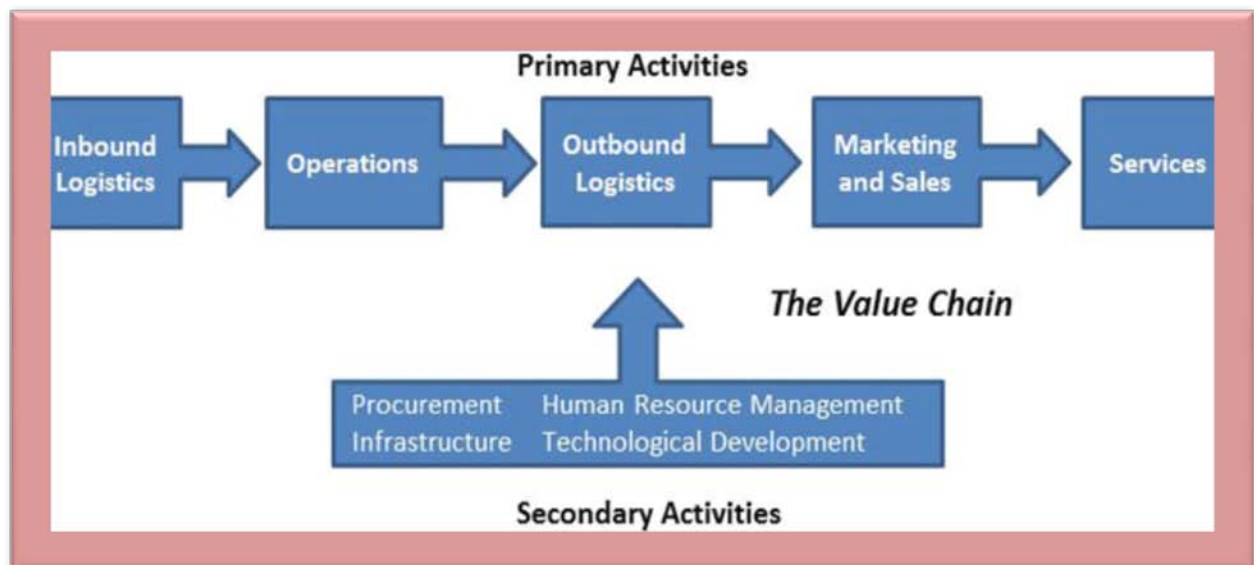 Primary Activities
Inbound
Logistics
Operations
Outbound
Logistics
Marketing
and Sales
Services
The Value Chain
Procurement Human Resource Management
Infrastructure Technological Development
Secondary Activities